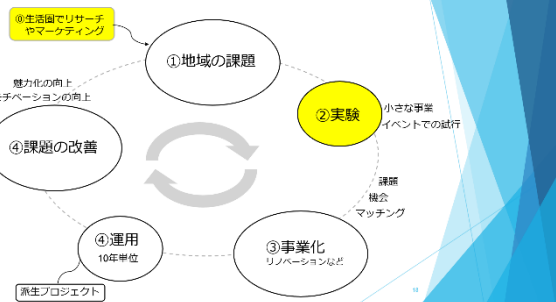 ⓪生活圏でリサーチ
やマーケティング
①地域の課題
魅力化の向上
モチベーションの向上
②実験
小さな事業
イベントでの試行
④課題の改善
課題
機会
マッチング
④運用
10年単位
③事業化
リノベーションなど
派生プロジェクト